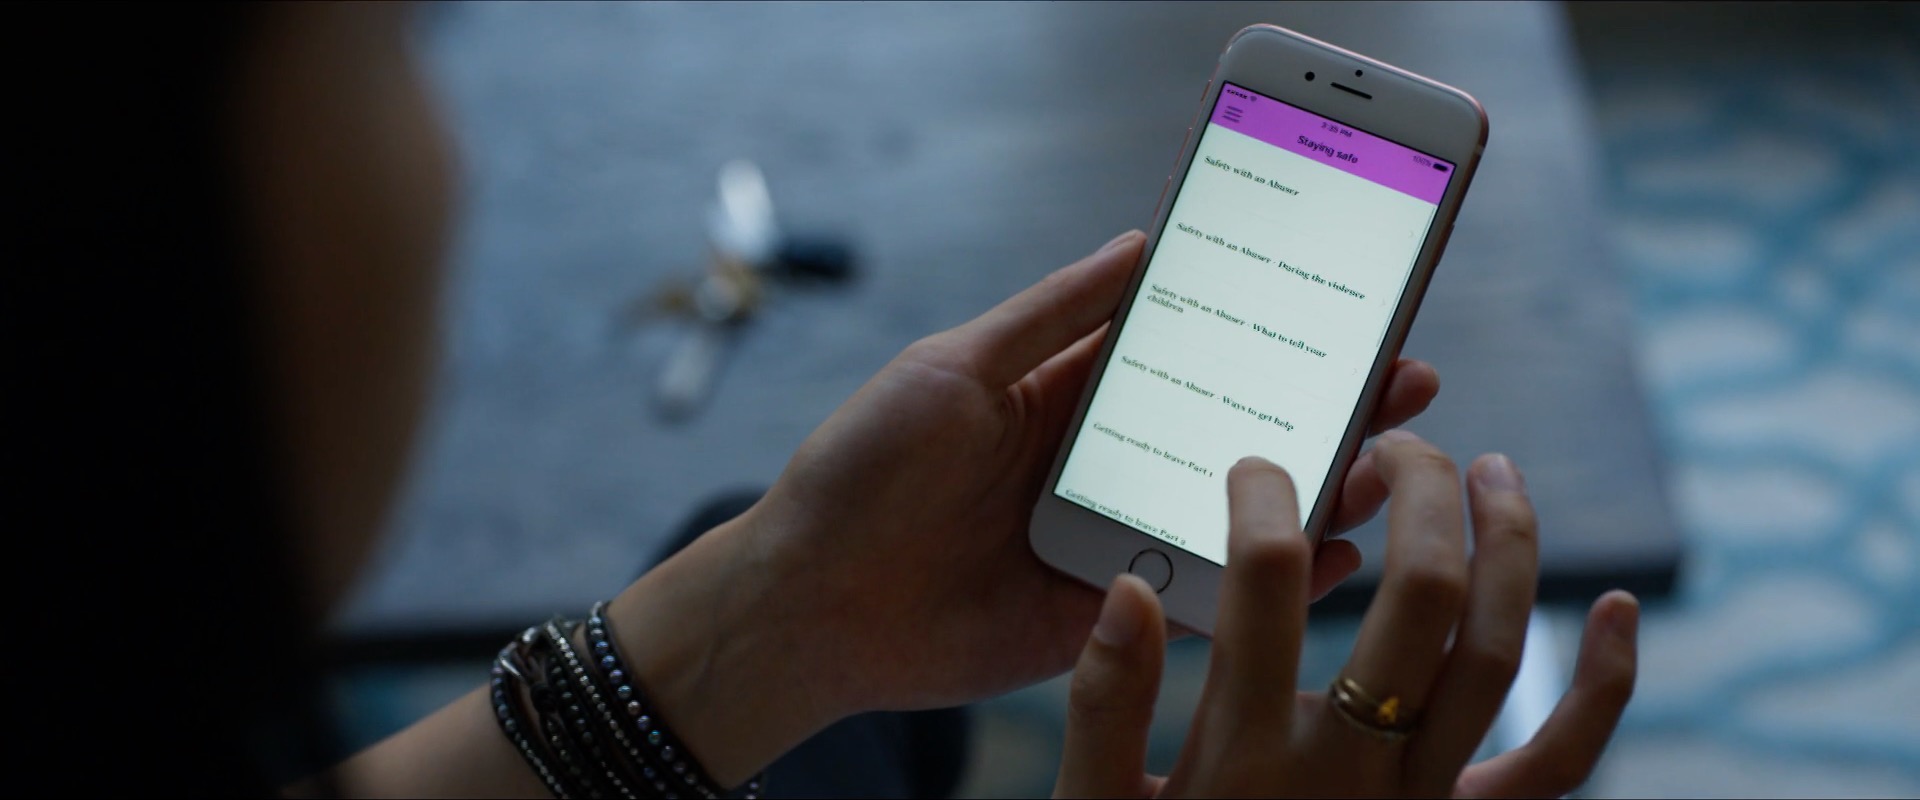 2:35 PM
100%
Staying safe
Safety with an Abuser
Safety with an Abuser - During the violence
Safety with an Abuser - What to tell your
children
Safety with an Abuser - Ways to get help
Getting ready to leave Part 1
Getting ready to leave Part 2